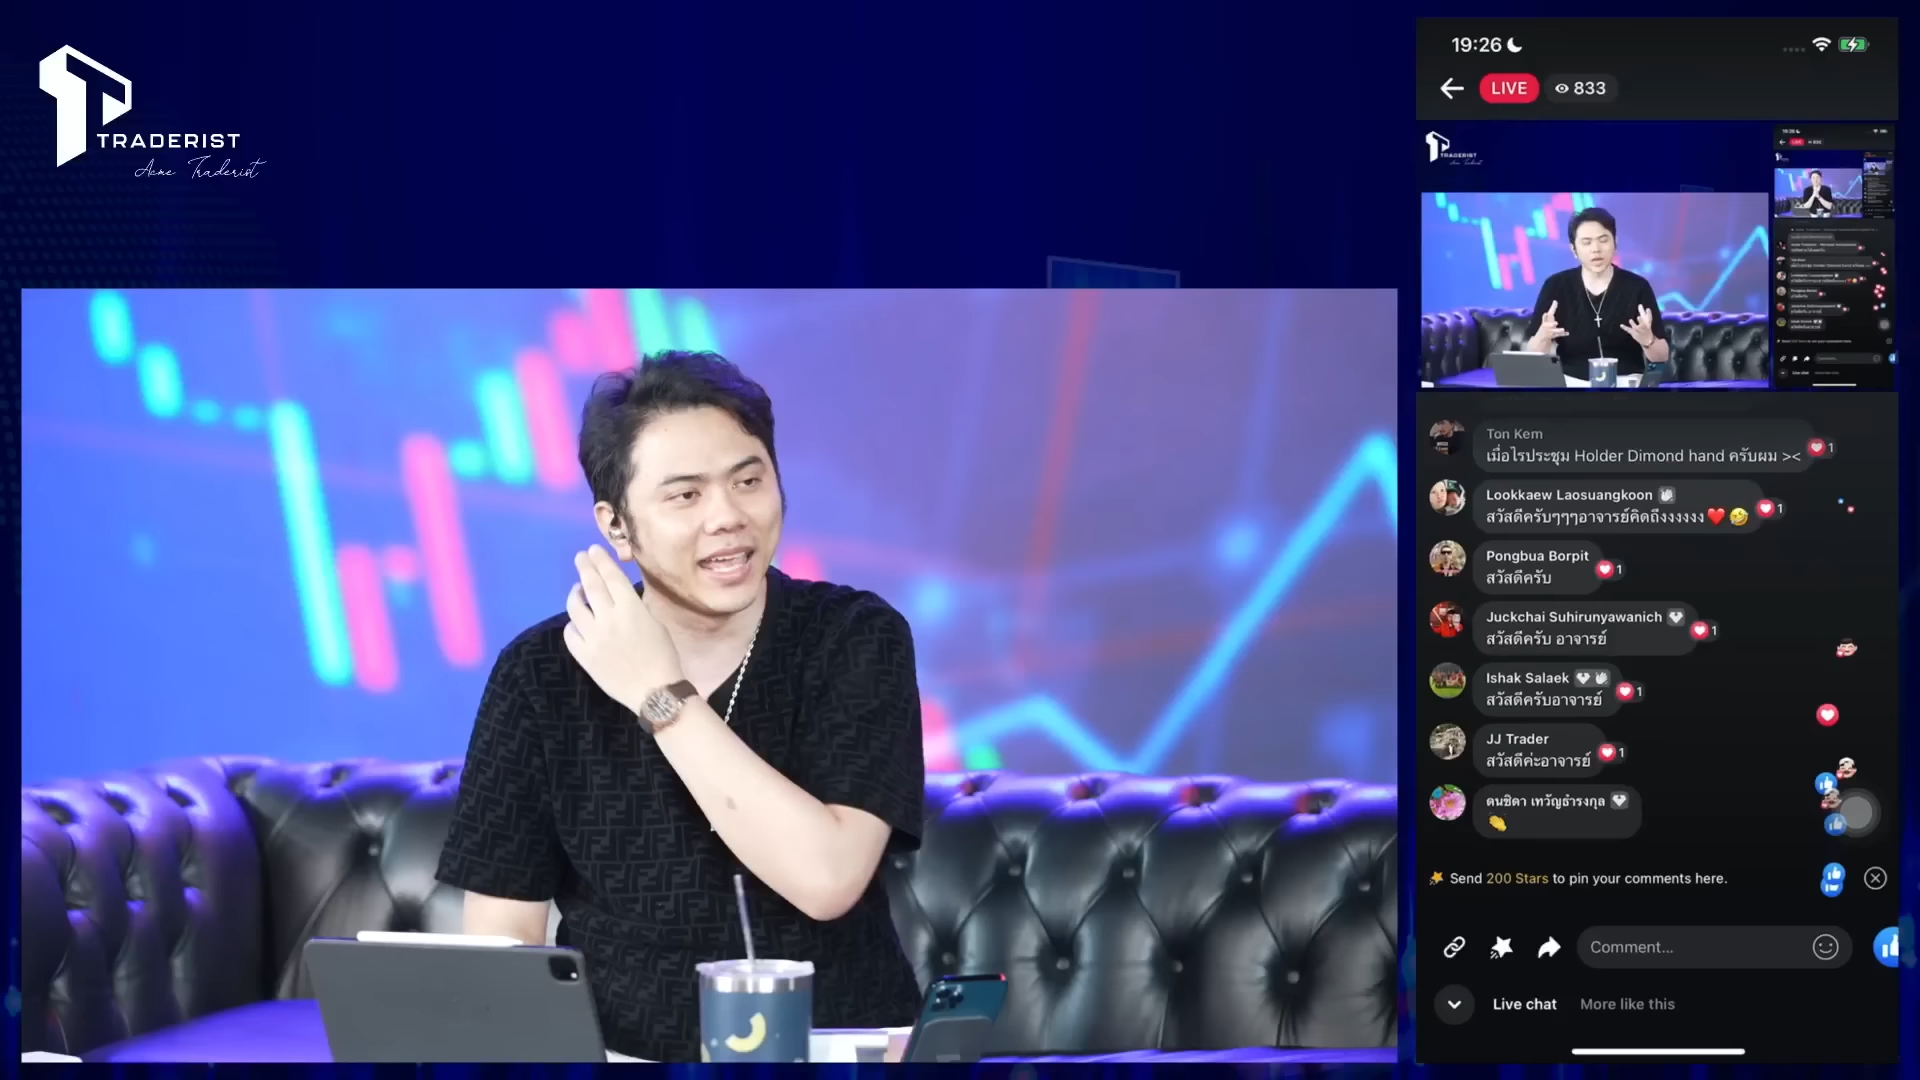 TRADERIST
Acme Traderist
19:26
LIVE
833
TRADERIST
Ton Kem
เมื่อไรประชุม Holder Dimond hand ครับผม ><
1
Lookkaew Laosuangkoon
สวัสดีครับๆๆๆอาจารย์คิดถึงงงงงง❤️🤣
1
Pongbua Borpit
สวัสดีครับ
1
Juckchai Suhirunyawanich
สวัสดีครับ อาจารย์
1
Ishak Salaek
สวัสดีครับอาจารย์
1
JJ Trader
สวัสดีค่ะอาจารย์
1
ดนชิดา เทวัญธำรงกุล
👏
Send 200 Stars to pin your comments here.
Comment...
Live chat More like this